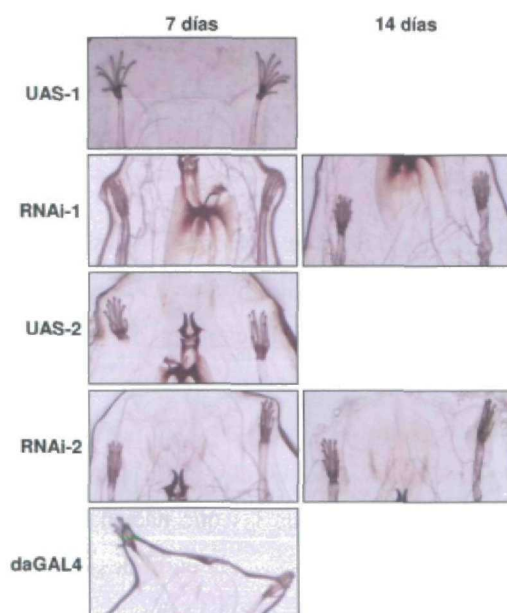 7 días 14 días
UAS-1
RNAi-1
UAS-2
RNAi-2
daGAL4